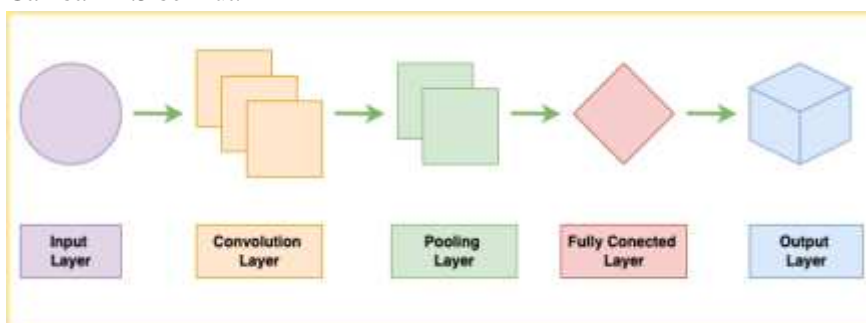 Input
Layer
Convolution
Layer
Pooling
Layer
Fully Conected
Layer
Output
Layer